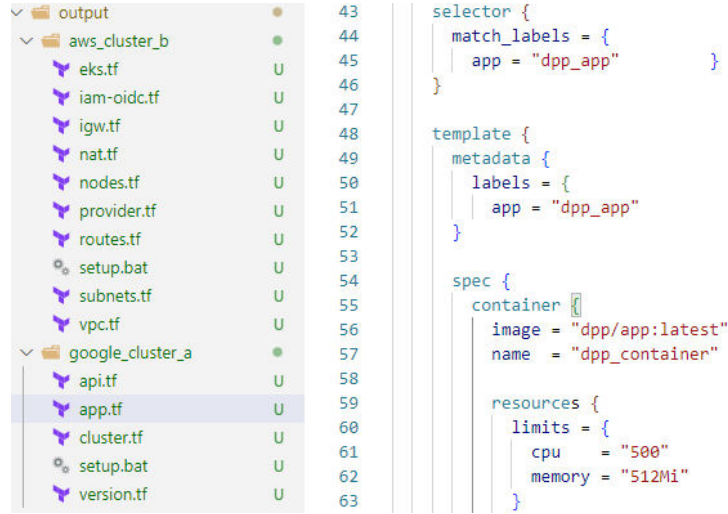 output
aws_cluster_b
eks.tf U
iam-oidc.tf U
igw.tf U
nat.tf U
nodes.tf U
provider.tf U
routes.tf U
setup.bat U
subnets.tf U
vpc.tf U
google_cluster_a
api.tf U
app.tf U
cluster.tf U
setup.bat U
version.tf U
43 selector {
44 match_labels = {
45 app = "dpp_app" }
46 }
47
48 template {
49 metadata {
50 labels = {
51 app = "dpp_app"
52 }
53
54 spec {
55 container {
56 image = "dpp/app:latest"
57 name = "dpp_container"
58
59 resources {
60 limits = {
61 cpu = "500"
62 memory = "512Mi"
63 }